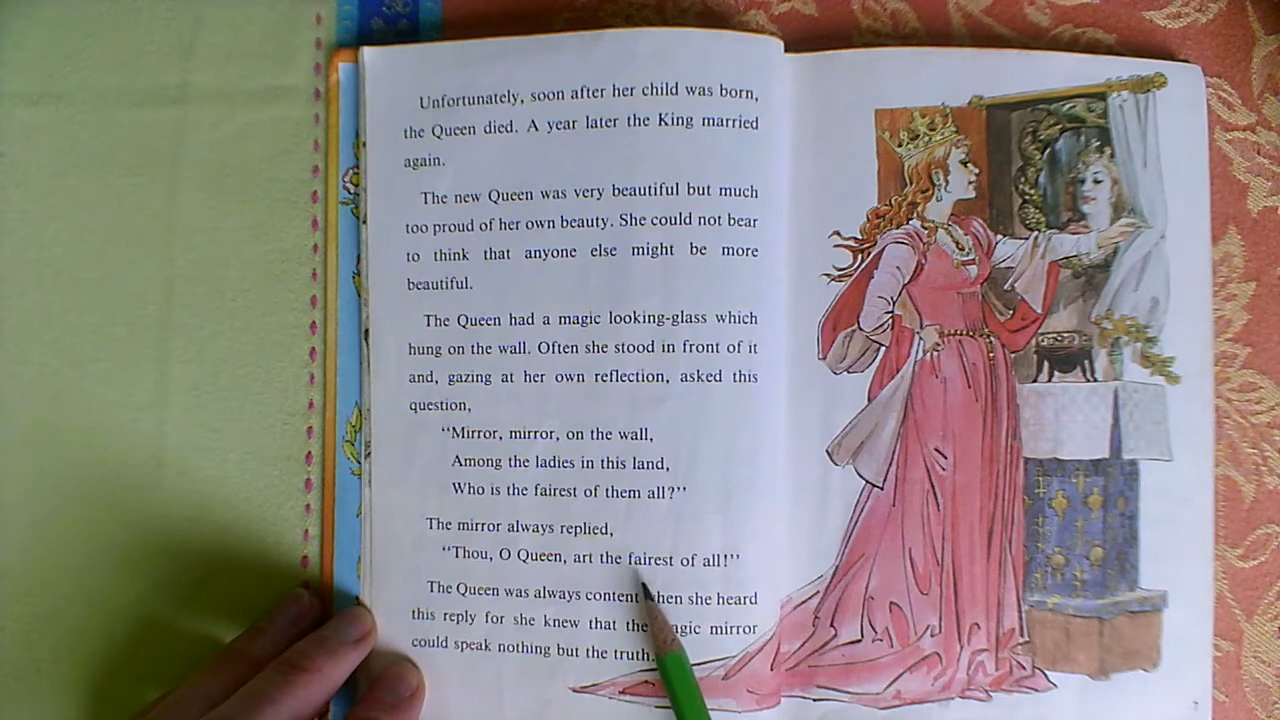 Unfortunately, soon after her child was born,
the Queen died. A year later the King married
again.
The new Queen was very beautiful but much
too proud of her own beauty. She could not bear
to think that anyone else might be more
beautiful.
The Queen had a magic looking-glass which
hung on the wall. Often she stood in front of it
and, gazing at her own reflection, asked this
question,
“Mirror, mirror, on the wall,
Among the ladies in this land,
Who is the fairest of them all?”
The mirror always replied,
“Thou, O Queen, art the fairest of all!”
The Queen was always content when she heard
this reply for she knew that the magic mirror
could speak nothing but the truth.
7